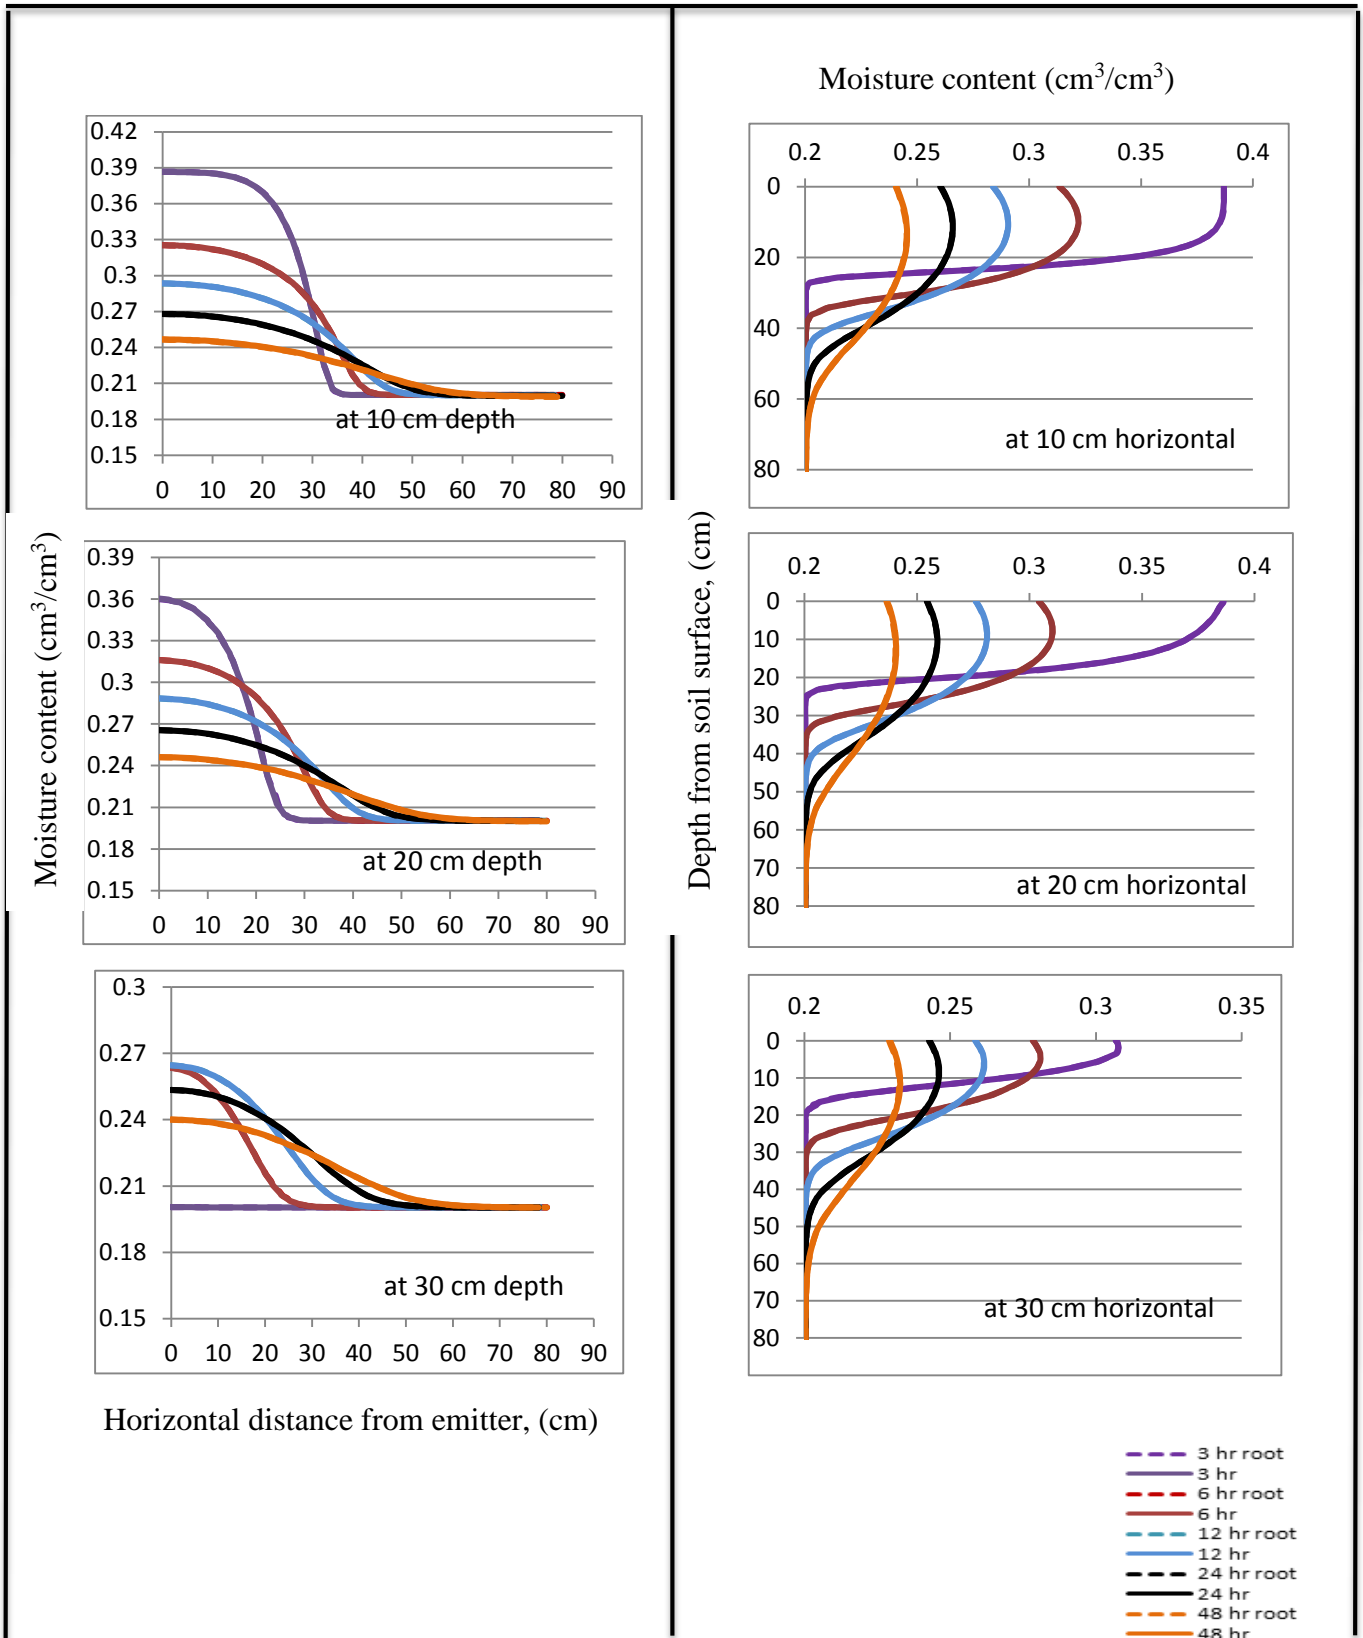 Moisture content (cm³/cm³)
0.42
0.39
0.36
0.33
0.3
0.27
0.24
0.21
0.18
0.15
0 10 20 30 40 50 60 70 80 90
at 10 cm depth
0.2 0.25 0.3 0.35 0.4
0
20
40
60
80
at 10 cm horizontal
Moisture content (cm³/cm³)
0.39
0.36
0.33
0.3
0.27
0.24
0.21
0.18
0.15
0 10 20 30 40 50 60 70 80 90
at 20 cm depth
Depth from soil surface, (cm)
0.2 0.25 0.3 0.35 0.4
0
10
20
30
40
50
60
70
80
at 20 cm horizontal
0.3
0.27
0.24
0.21
0.18
0.15
0 10 20 30 40 50 60 70 80 90
at 30 cm depth
0.2 0.25 0.3 0.35
0
10
20
30
40
50
60
70
80
at 30 cm horizontal
Horizontal distance from emitter, (cm)
3 hr root
3 hr
6 hr root
6 hr
12 hr root
12 hr
24 hr root
24 hr
48 hr root
48 hr